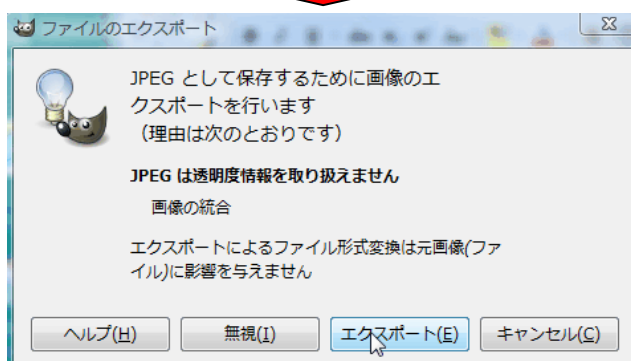 ファイルのエクスポート
JPEG として保存するために画像のエ
クスポートを行います
（理由は次のとおりです）
JPEG は透明度情報を取り扱えません
画像の統合
エクスポートによるファイル形式変換は元画像(ファ
イル)に影響を与えません
ヘルプ(H) 無視(I) エクスポート(E) キャンセル(C)